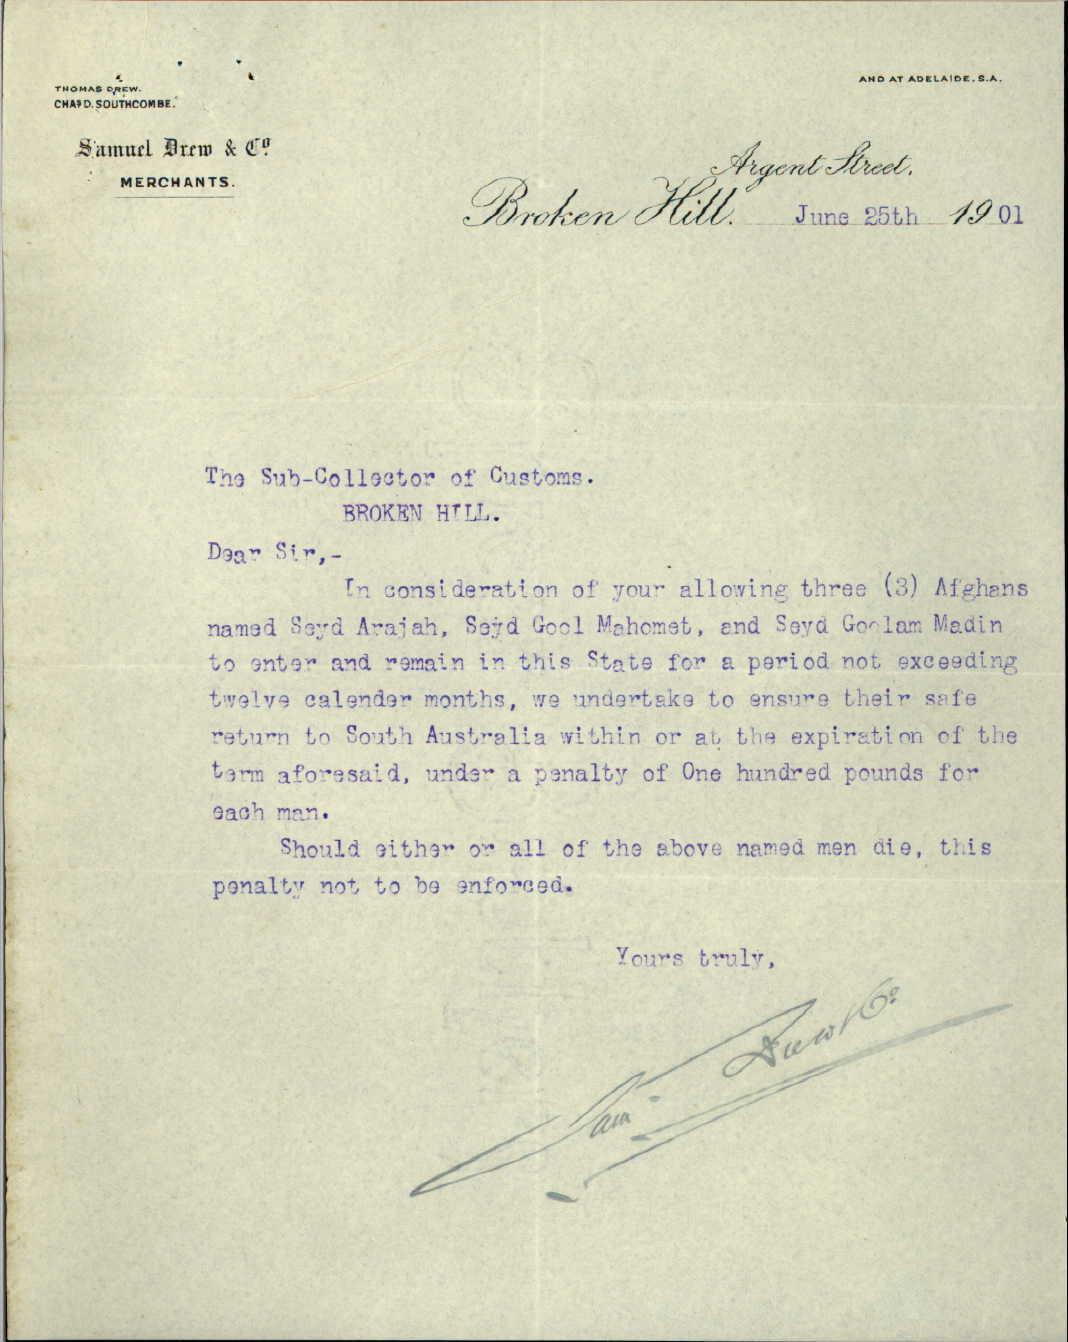 THOMAS DREW.
CHAS D. SOUTHCOMBE.
Samuel Drew & Co.
MERCHANTS.
AND AT ADELAIDE, S.A.
Argent Street,
Broken Hill. June 25th 1901
The Sub-Collector of Customs.
BROKEN HILL.
Dear Sir,-
In consideration of your allowing three (3) Afghans
named Seyd Arajah, Seyd Gool Mahomet, and Seyd Goolam Madin
to enter and remain in this State for a period not exceeding
twelve calender months, we undertake to ensure their safe
return to South Australia within or at the expiration of the
term aforesaid, under a penalty of One hundred pounds for
each man.
Should either or all of the above named men die, this
penalty not to be enforced.
Yours truly,
Sam Drew & Co